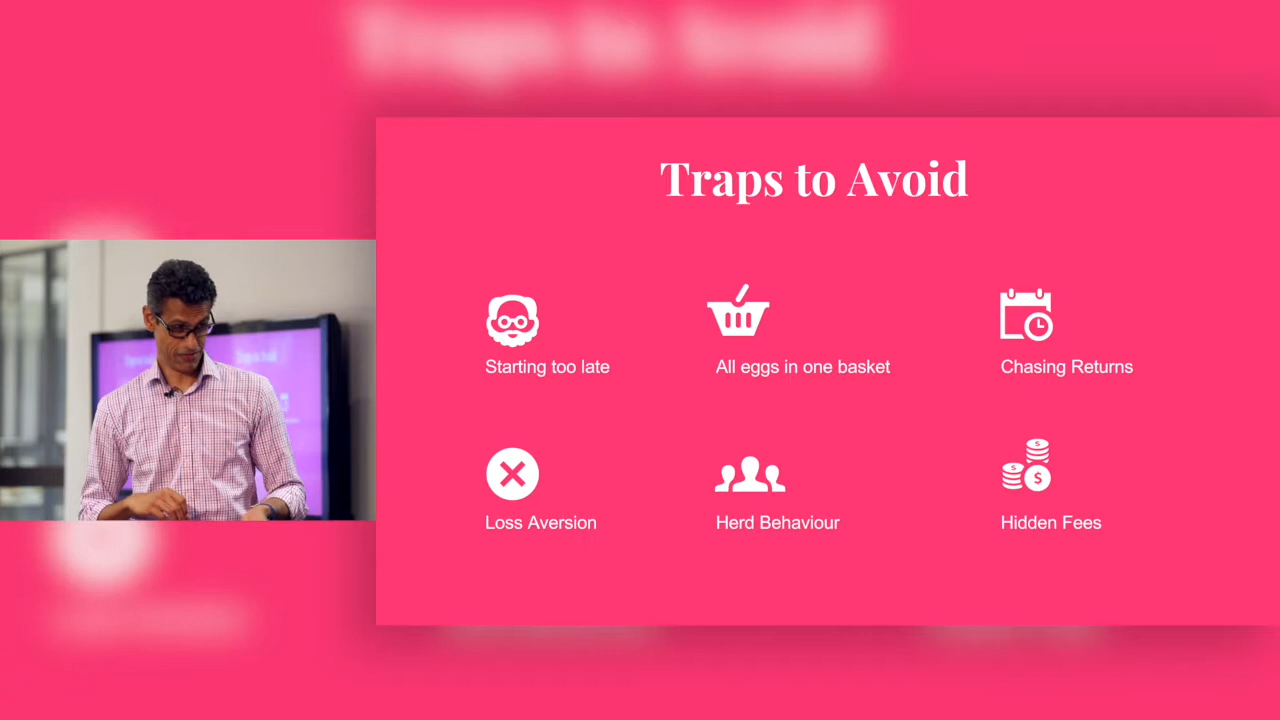 Traps to Avoid
Starting too late
All eggs in one basket
Chasing Returns
Loss Aversion
Herd Behaviour
Hidden Fees